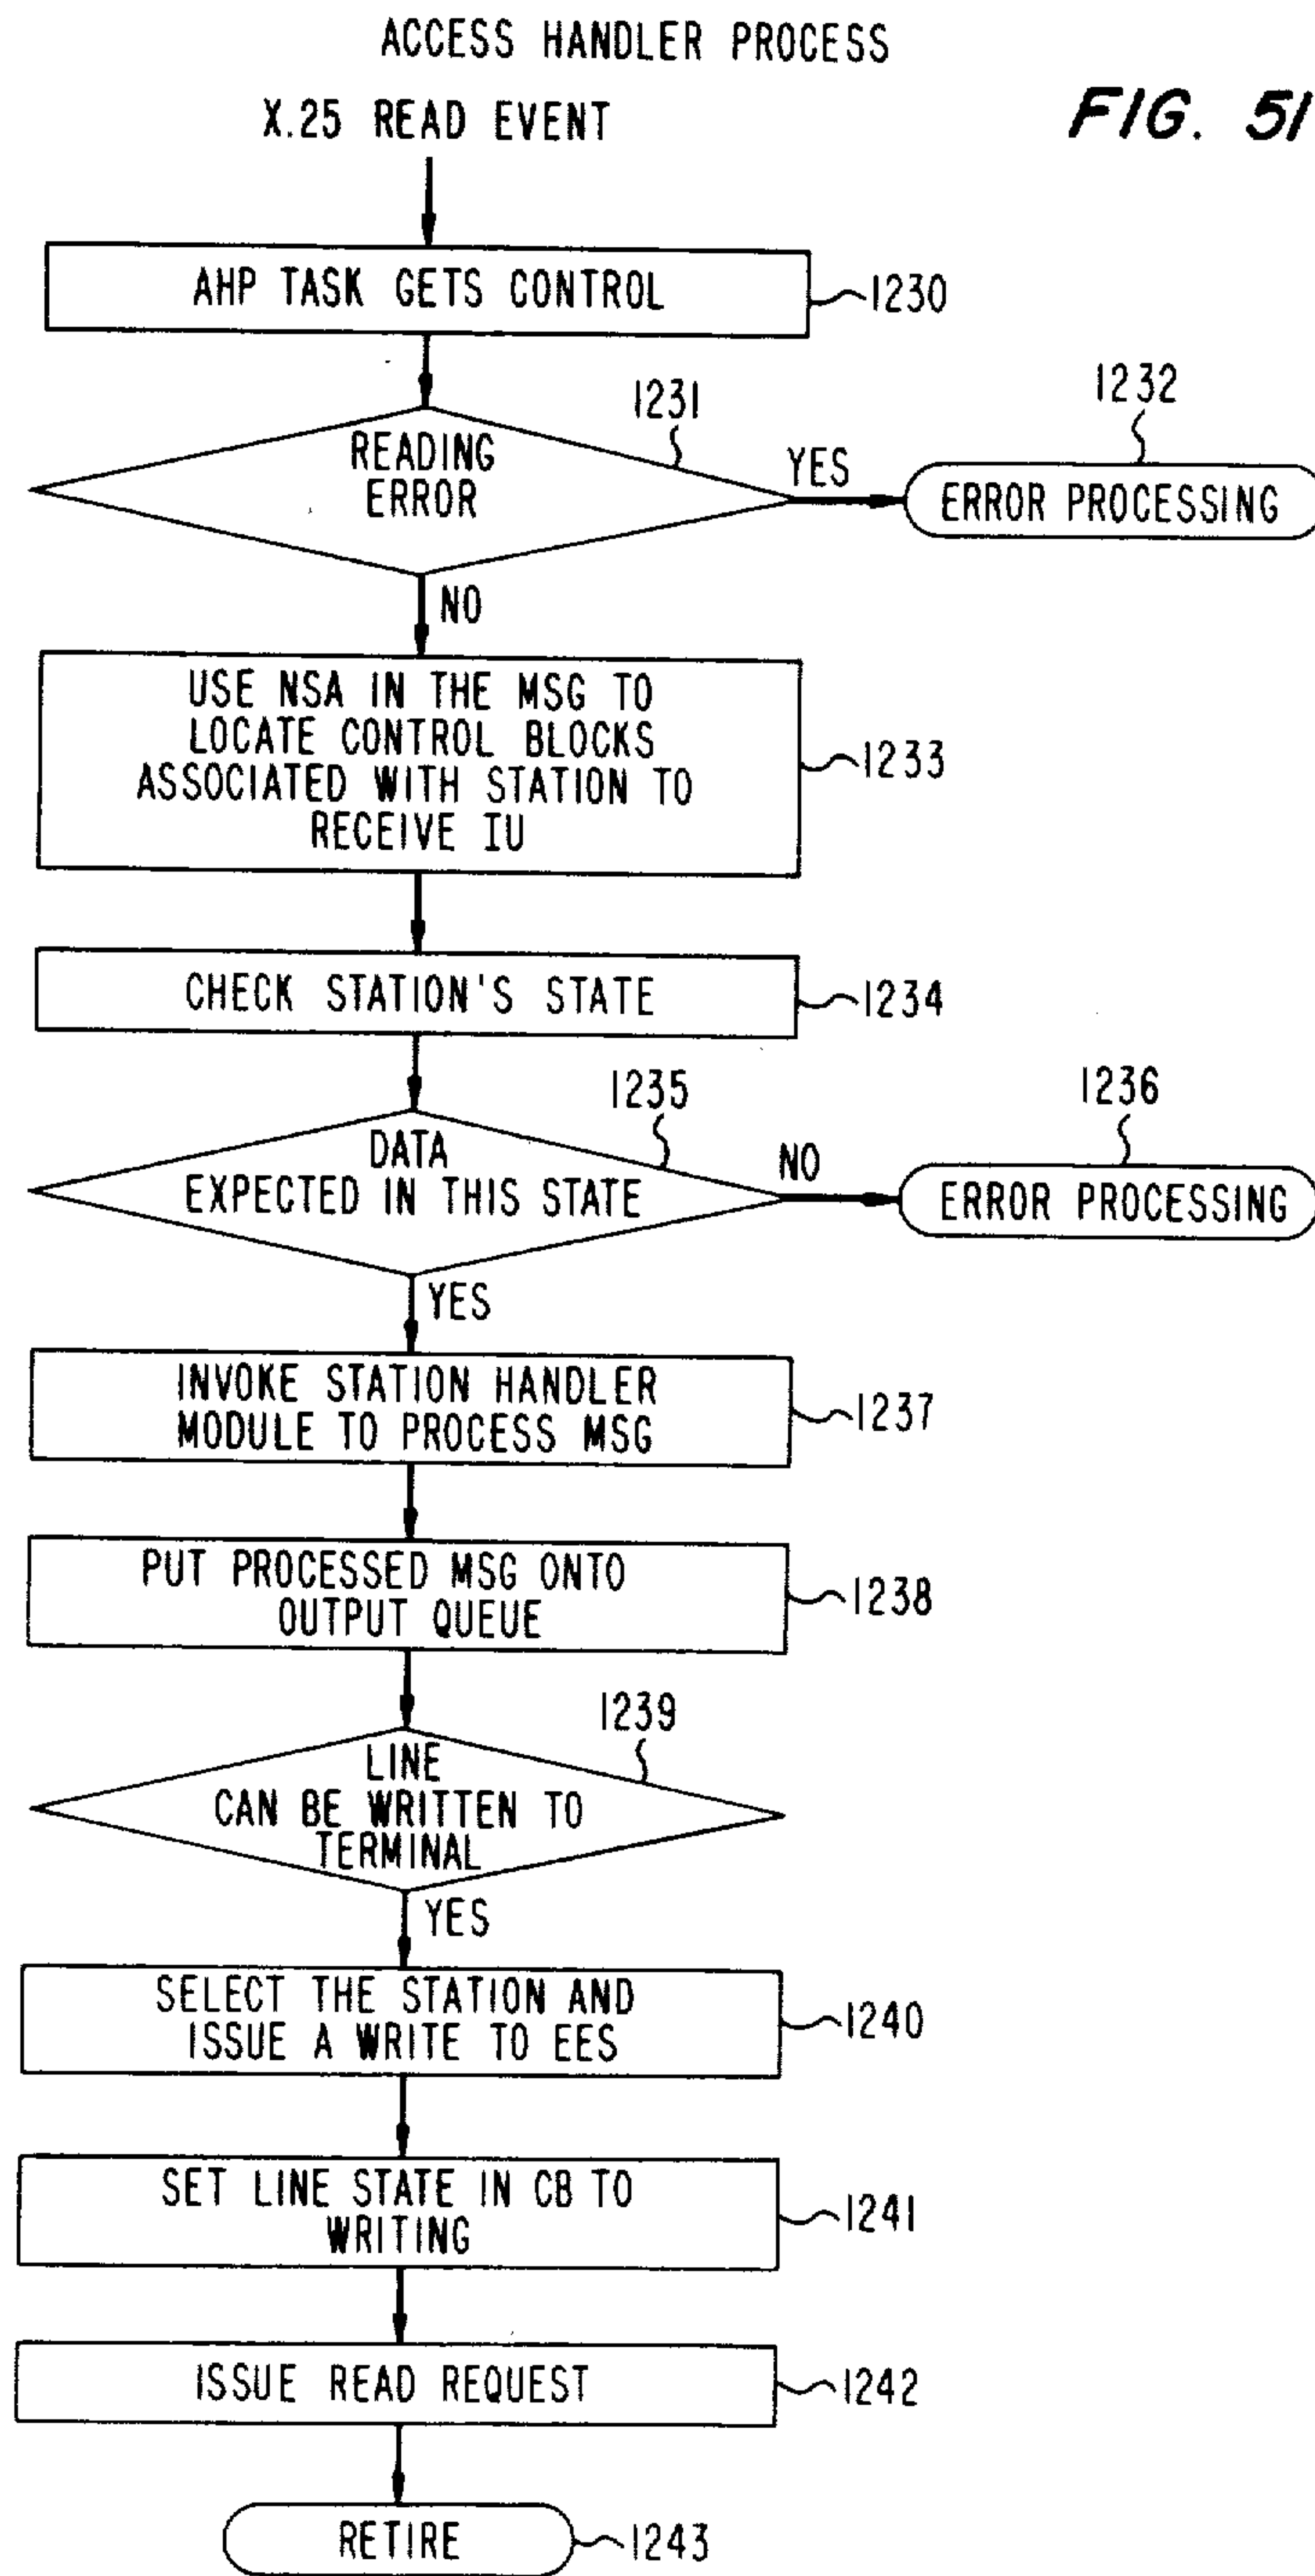 ACCESS HANDLER PROCESS
X.25 READ EVENT
FIG. 51
AHP TASK GETS CONTROL
1230
READING
ERROR
1231
YES
1232
ERROR PROCESSING
NO
USE NSA IN THE MSG TO
LOCATE CONTROL BLOCKS
ASSOCIATED WITH STATION TO
RECEIVE IU
1233
CHECK STATION'S STATE
1234
DATA
EXPECTED IN THIS STATE
1235
NO
1236
ERROR PROCESSING
YES
INVOKE STATION HANDLER
MODULE TO PROCESS MSG
1237
PUT PROCESSED MSG ONTO
OUTPUT QUEUE
1238
LINE
CAN BE WRITTEN TO
TERMINAL
1239
YES
SELECT THE STATION AND
ISSUE A WRITE TO EES
1240
SET LINE STATE IN CB TO
WRITING
1241
ISSUE READ REQUEST
1242
RETIRE
1243